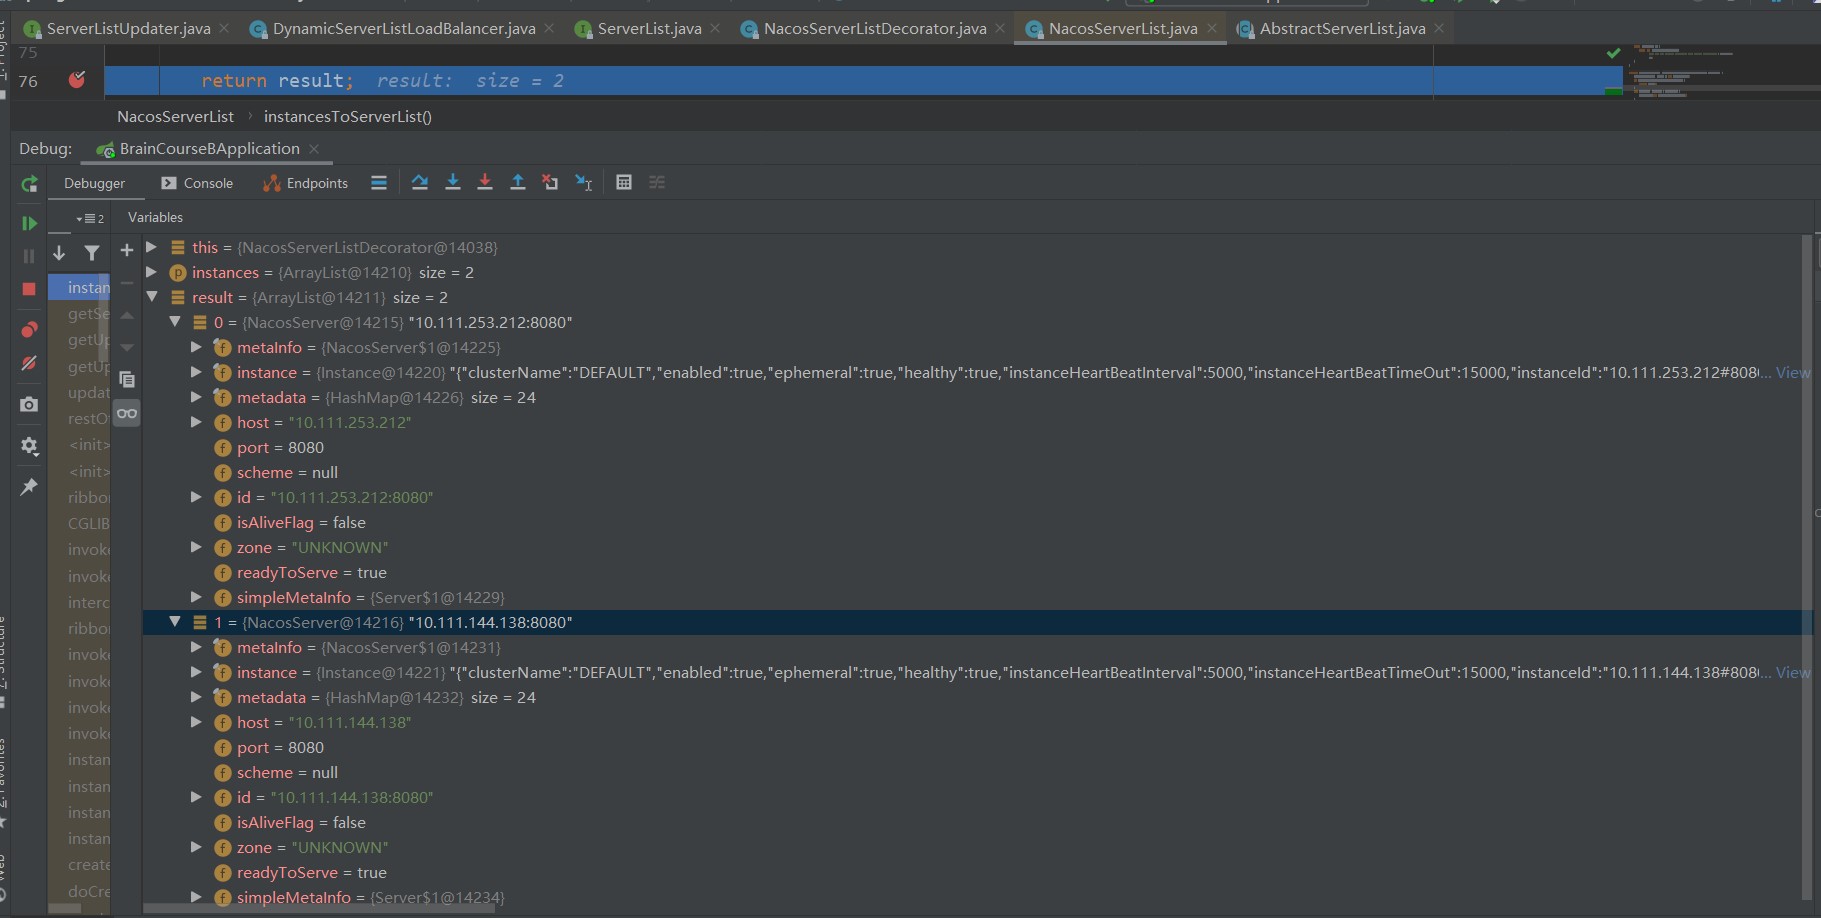 ServerListUpdater.java DynamicServerListLoadBalancer.java ServerList.java NacosServerListDecorator.java NacosServerList.java AbstractServerList.java
75
76 return result; result: size = 2
NacosServerList › instancesToServerList()
Debug: BrainCourseBApplication
Debugger Console Endpoints
2 Variables
this = {NacosServerListDecorator@14038}
instances = {ArrayList@14210} size = 2
instan result = {ArrayList@14211} size = 2
getSe 0 = {NacosServer@14215} "10.111.253.212:8080"
getUp metaInfo = {NacosServer$1@14225}
getUp instance = {Instance@14220} "{"clusterName":"DEFAULT","enabled":true,"ephemeral":true,"healthy":true,"instanceHeartBeatInterval":5000,"instanceHeartBeatTimeOut":15000,"instanceId":"10.111.253.212#808... View
updat metadata = {HashMap@14226} size = 24
restO host = "10.111.253.212"
<init> port = 8080
<init> scheme = null
ribbo id = "10.111.253.212:8080"
CGLIB isAliveFlag = false
invok zone = "UNKNOWN"
invok readyToServe = true
interc simpleMetaInfo = {Server$1@14229}
ribbo 1 = {NacosServer@14216} "10.111.144.138:8080"
invok metaInfo = {NacosServer$1@14231}
invok instance = {Instance@14221} "{"clusterName":"DEFAULT","enabled":true,"ephemeral":true,"healthy":true,"instanceHeartBeatInterval":5000,"instanceHeartBeatTimeOut":15000,"instanceId":"10.111.144.138#808... View
invok metadata = {HashMap@14232} size = 24
invok host = "10.111.144.138"
instan port = 8080
instan scheme = null
instan id = "10.111.144.138:8080"
instan isAliveFlag = false
create zone = "UNKNOWN"
doCre readyToServe = true
simpleMetaInfo = {Server$1@14234}
Z: Structure
2: Favorites
Web